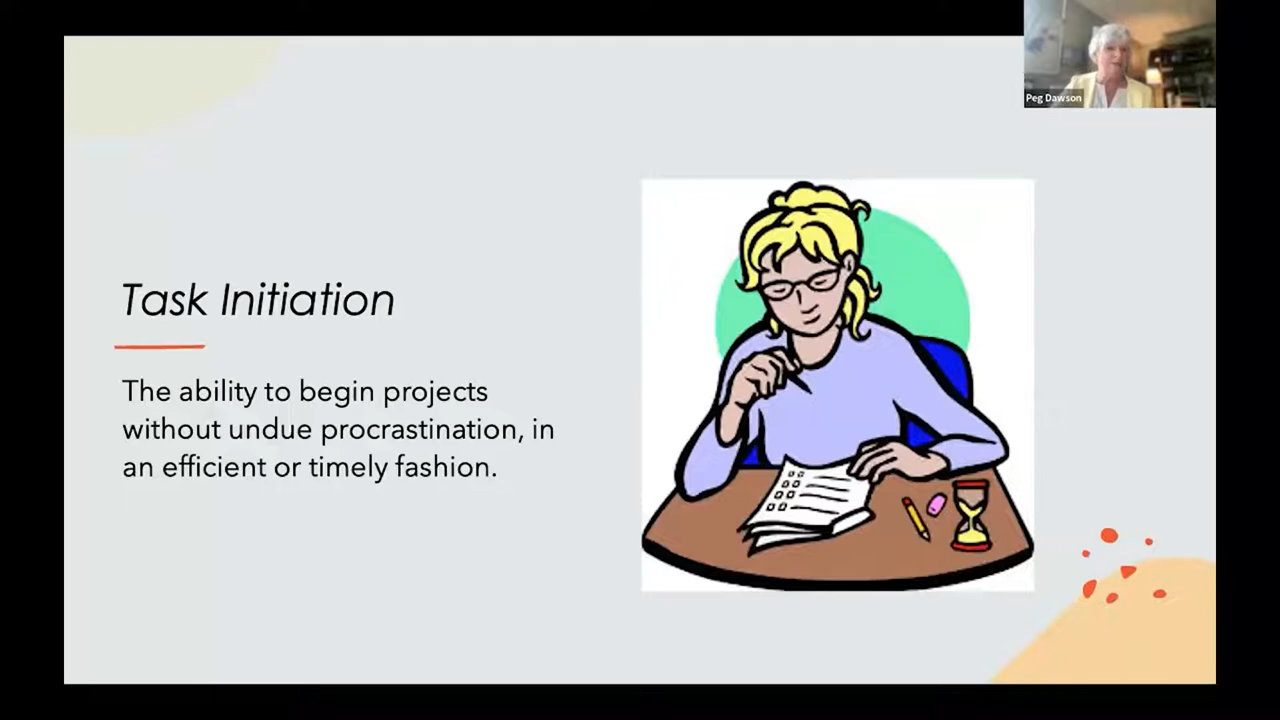 Peg Dawson
Task Initiation
The ability to begin projects
without undue procrastination, in
an efficient or timely fashion.